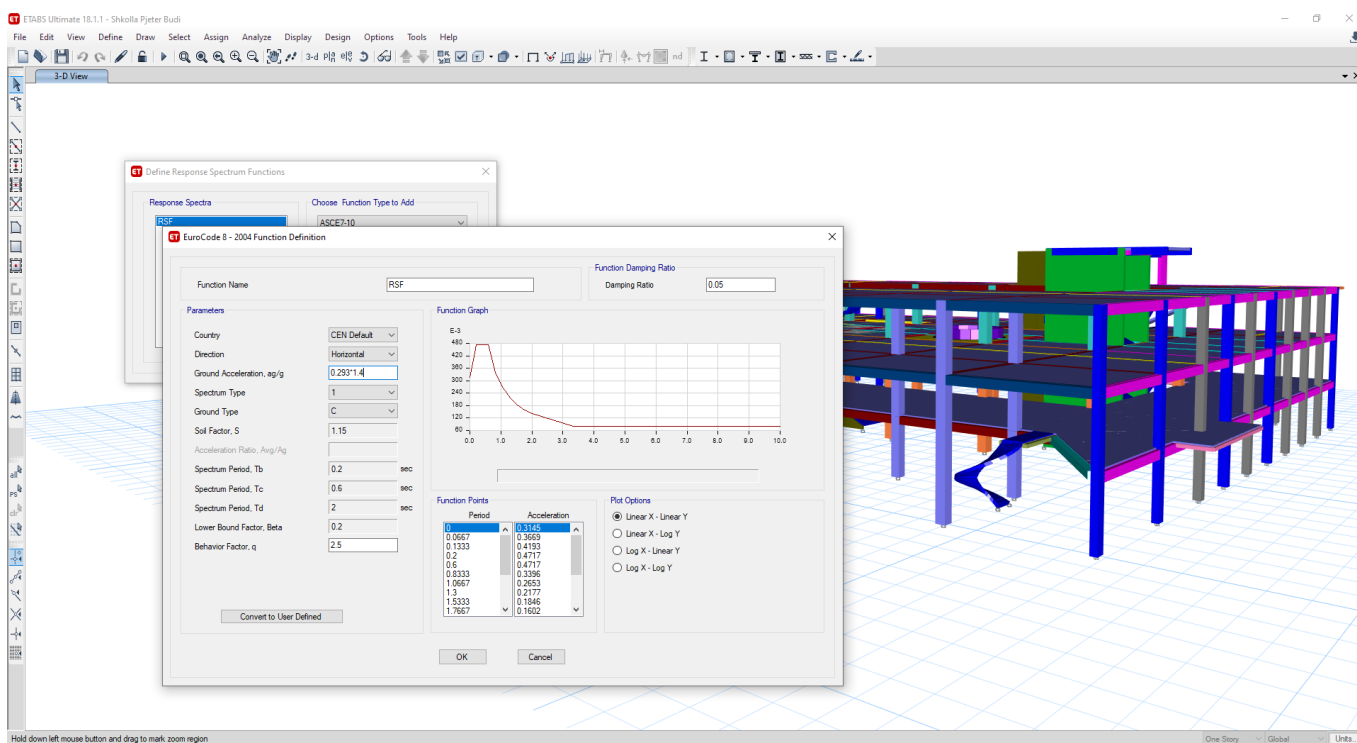 ETABS Ultimate 18.1.1 - Shkolla Pjeter Budi
File Edit View Define Draw Select Assign Analyze Display Design Options Tools Help
3-d
nd
3-D View
Define Response Spectrum Functions
Response Spectra
Choose Function Type to Add
RSF
ASCE7-10
EuroCode 8 - 2004 Function Definition
Function Name
RSF
Function Damping Ratio
Damping Ratio
0.05
Parameters
Country
CEN Default
Direction
Horizontal
Ground Acceleration, ag/g
0.293*1.4
Spectrum Type
1
Ground Type
C
Soil Factor, S
1.15
Acceleration Ratio, Avg/Ag
Spectrum Period, Tb
0.2
sec
Spectrum Period, Tc
0.6
sec
Spectrum Period, Td
2
sec
Lower Bound Factor, Beta
0.2
Behavior Factor, q
2.5
Convert to User Defined
Function Graph
E-3
480
420
360
300
240
180
120
60
0.0 1.0 2.0 3.0 4.0 5.0 6.0 7.0 8.0 9.0 10.0
Function Points
Period Acceleration
0 0.3145
0.0667 0.3669
0.1333 0.4193
0.2 0.4717
0.6 0.4717
0.8333 0.3396
1.0667 0.2653
1.3 0.2177
1.5333 0.1846
1.7667 0.1602
Plot Options
Linear X - Linear Y
Linear X - Log Y
Log X - Linear Y
Log X - Log Y
OK Cancel
all
PS
clr
Hold down left mouse button and drag to mark zoom region
One Story Global Units...